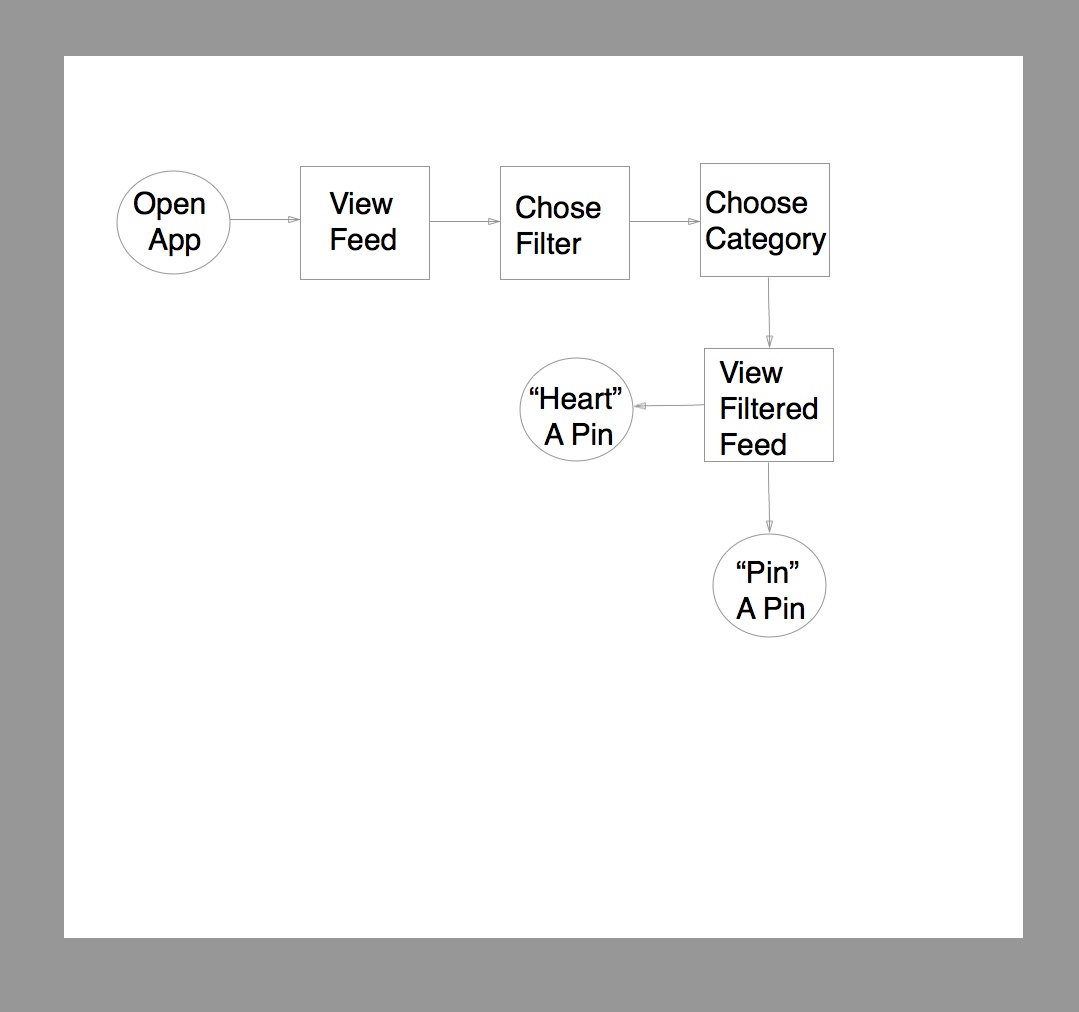 Open
App
View
Feed
Chose
Filter
Choose
Category
“Heart”
A Pin
View
Filtered
Feed
“Pin”
A Pin